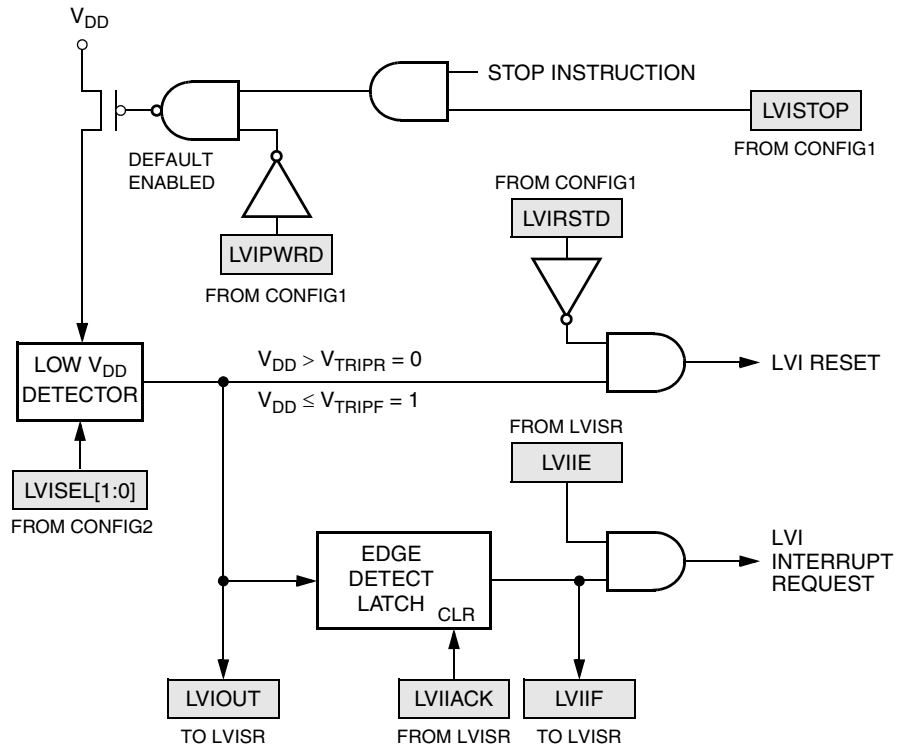 VDD
STOP INSTRUCTION
LVISTOP
FROM CONFIG1
DEFAULT
ENABLED
LVIPWRD
FROM CONFIG1
FROM CONFIG1
LVIRSTD
LOW VDD
DETECTOR
VDD > VTRIPR = 0
VDD ≤ VTRIPF = 1
LVI RESET
LVISEL[1:0]
FROM CONFIG2
FROM LVISR
LVIIE
EDGE
DETECT
LATCH
CLR
LVI
INTERRUPT
REQUEST
LVIOUT
TO LVISR
LVIIACK
FROM LVISR
LVIIF
TO LVISR